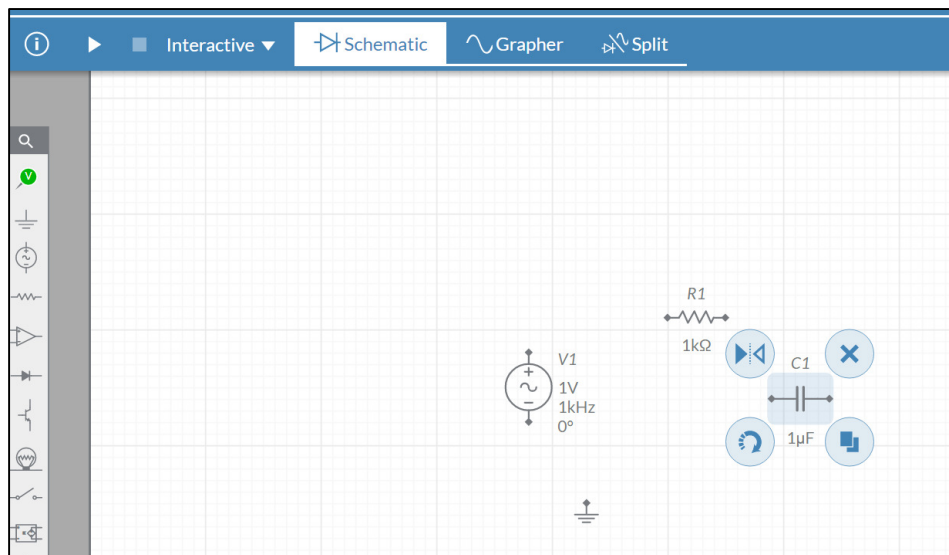 Interactive Schematic Grapher Split
V
R1
1kΩ
V1
1V
1kHz
0°
C1
1µF